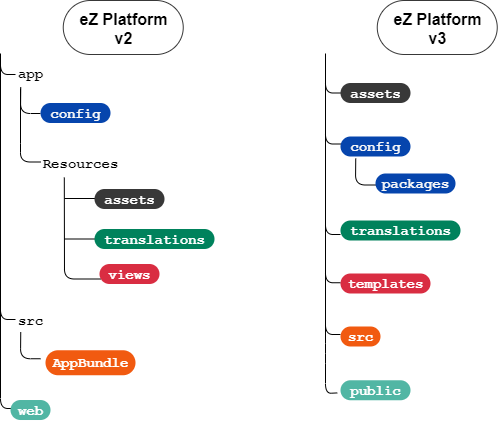 eZ Platform
v2
app
config
Resources
assets
translations
views
src
AppBundle
web
eZ Platform
v3
assets
config
packages
translations
templates
src
public